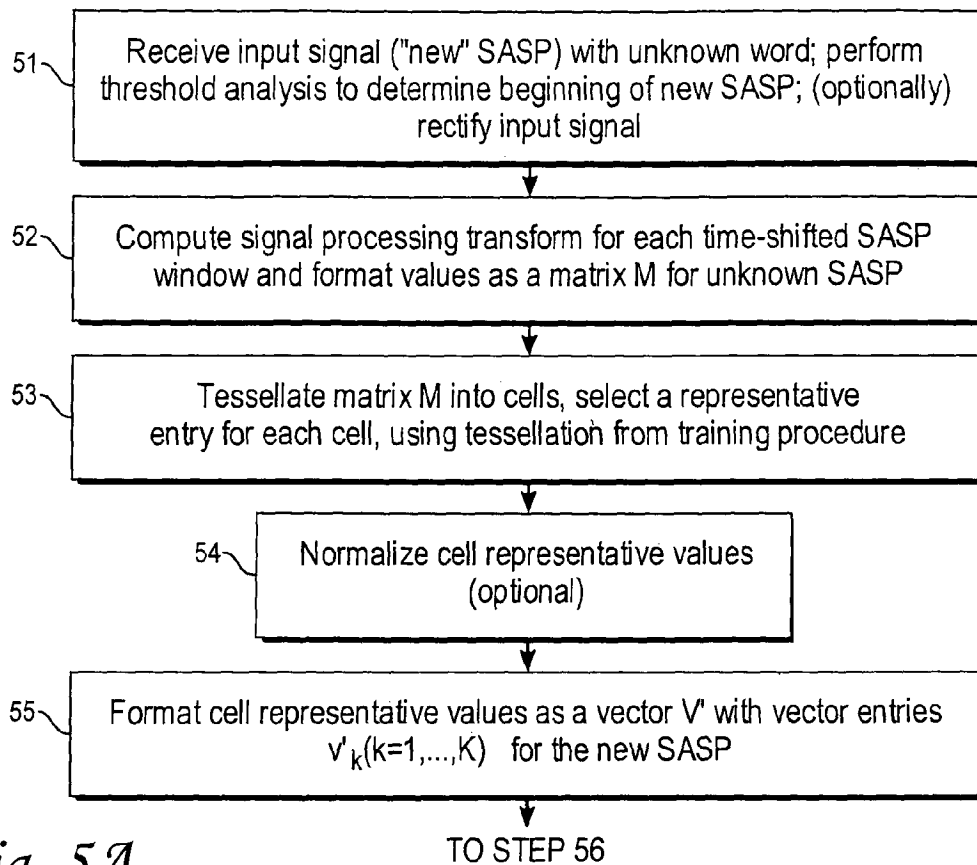 51
Receive input signal ("new" SASP) with unknown word; perform
threshold analysis to determine beginning of new SASP; (optionally)
rectify input signal
52
Compute signal processing transform for each time-shifted SASP
window and format values as a matrix M for unknown SASP
53
Tessellate matrix M into cells, select a representative
entry for each cell, using tessellation from training procedure
54
Normalize cell representative values
(optional)
55
Format cell representative values as a vector V' with vector entries
v'k(k=1,...,K) for the new SASP
TO STEP 56
Fig. 5A